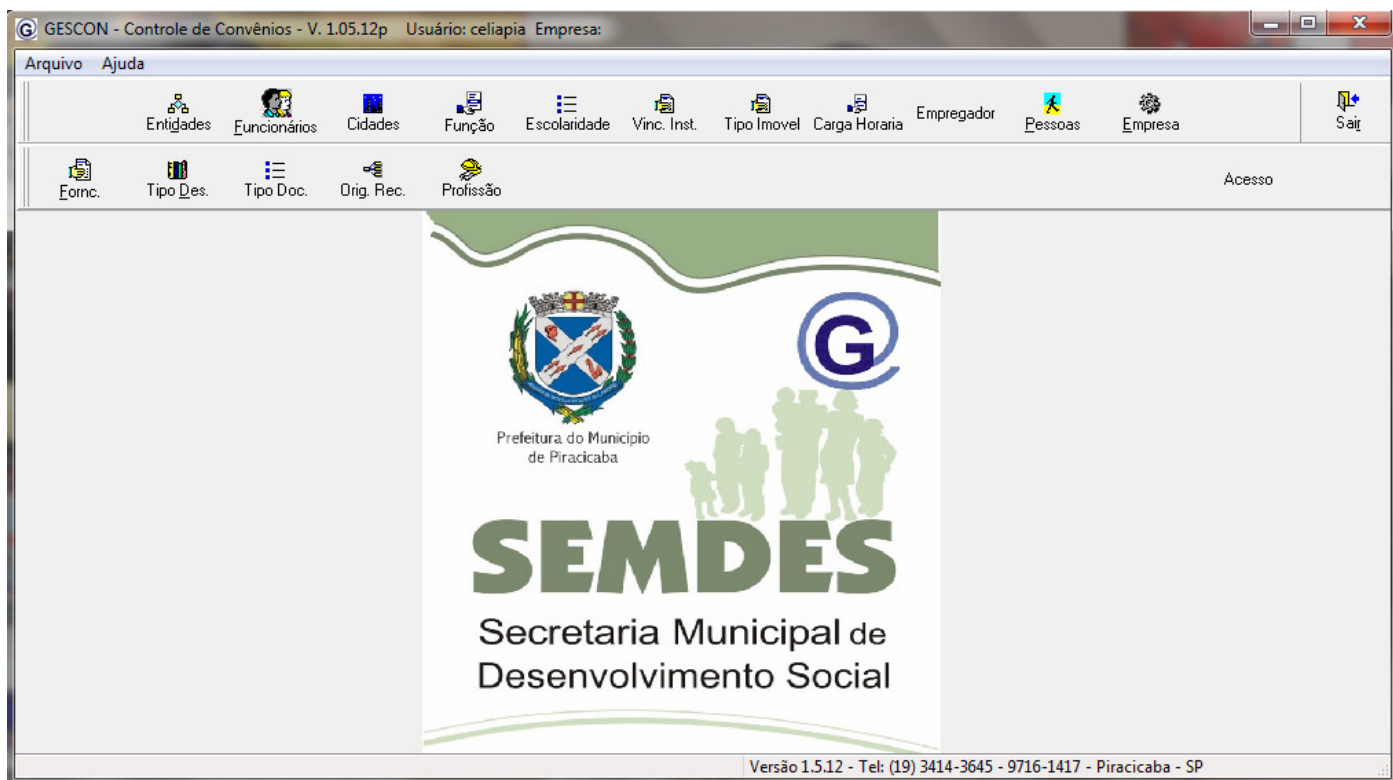 GESCON - Controle de Convênios - V. 1.05.12p Usuário: celiapia Empresa:
Arquivo Ajuda
Entidades Funcionários Cidades Função Escolaridade Vinc. Inst. Tipo Imovel Carga Horaria Empregador Pessoas Empresa Sair
Fornc. Tipo Des. Tipo Doc. Orig. Rec. Profissão Acesso
G
Prefeitura do Município
de Piracicaba
SEMDES
Secretaria Municipal de
Desenvolvimento Social
Versão 1.5.12 - Tel: (19) 3414-3645 - 9716-1417 - Piracicaba - SP